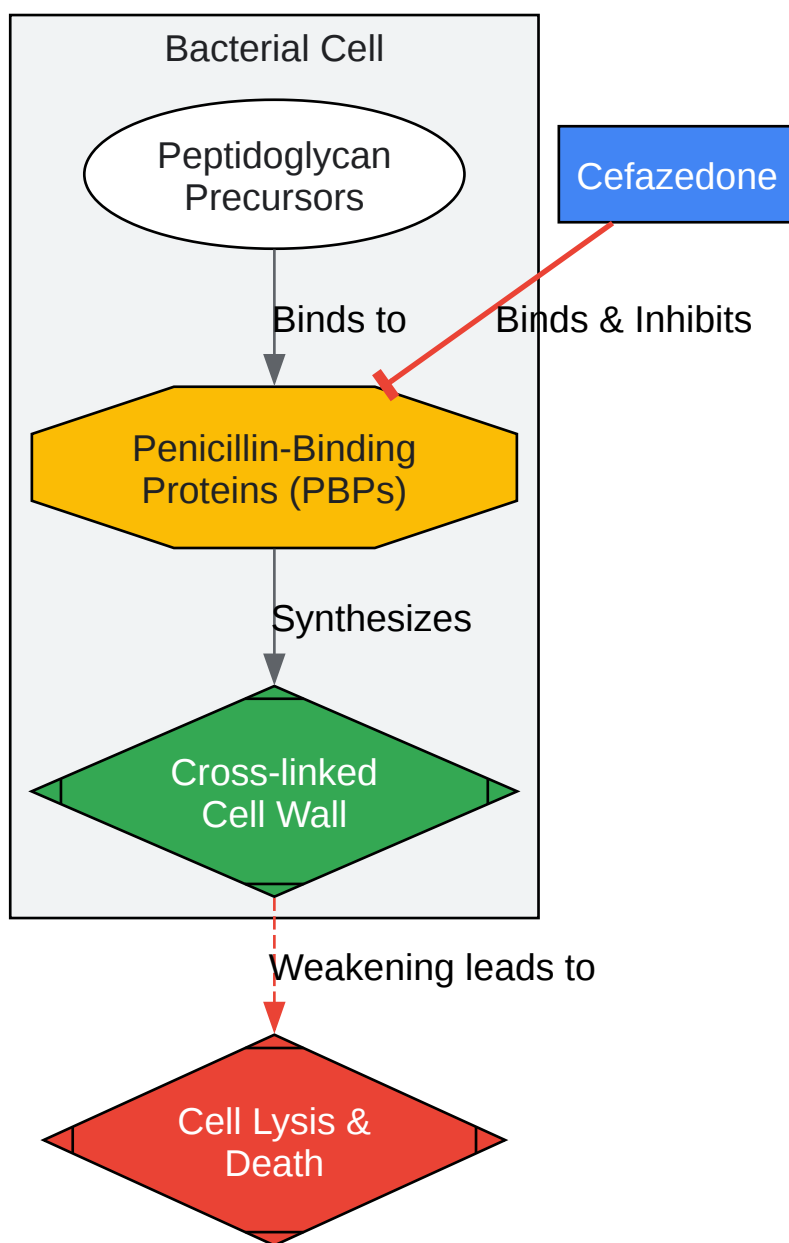 Bacterial Cell
Peptidoglycan
Precursors
Cefazedone
Binds to
Binds & Inhibits
Penicillin-Binding
Proteins (PBPs)
Synthesizes
Cross-linked
Cell Wall
Weakening leads to
Cell Lysis &
Death